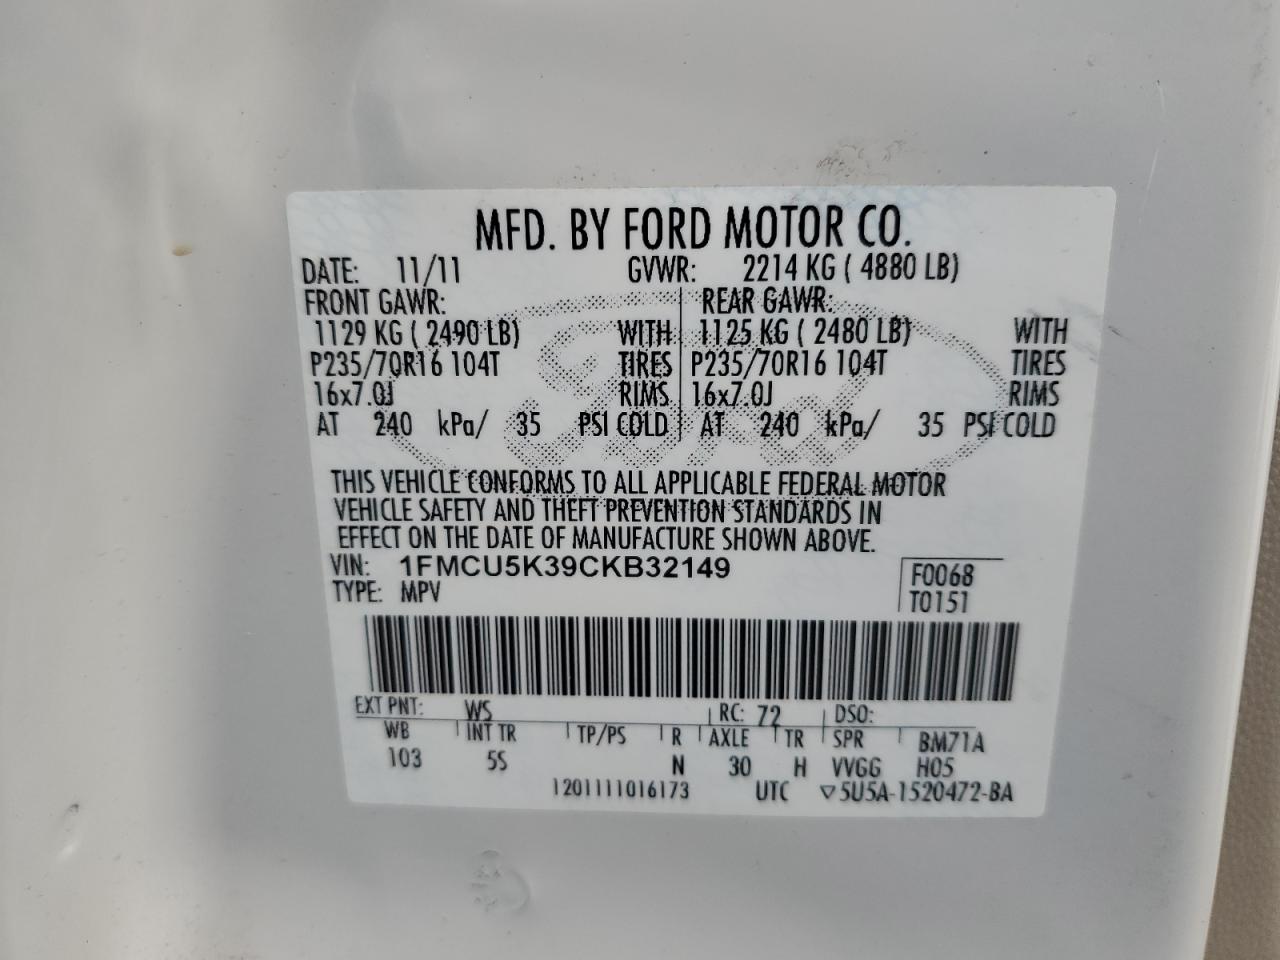 MFD. BY FORD MOTOR CO.
DATE: 11/11 GVWR: 2214 KG ( 4880 LB)
FRONT GAWR: REAR GAWR:
1129 KG ( 2490 LB) WITH 1125 KG ( 2480 LB) WITH
P235/70R16 104T TIRES P235/70R16 104T TIRES
16x7.0J RIMS 16x7.0J RIMS
AT 240 kPa/ 35 PSI COLD AT 240 kPa/ 35 PSI COLD
Ford
THIS VEHICLE CONFORMS TO ALL APPLICABLE FEDERAL MOTOR
VEHICLE SAFETY AND THEFT PREVENTION STANDARDS IN
EFFECT ON THE DATE OF MANUFACTURE SHOWN ABOVE.
VIN: 1FMCU5K39CKB32149 F0068
TYPE: MPV T0151
EXT PNT: WS RC: 72 DSO:
WB INT TR TP/PS R AXLE TR SPR BM71A
103 5S N 30 H VVGG H05
1201111016173 UTC ▽5U5A-1520472-BA